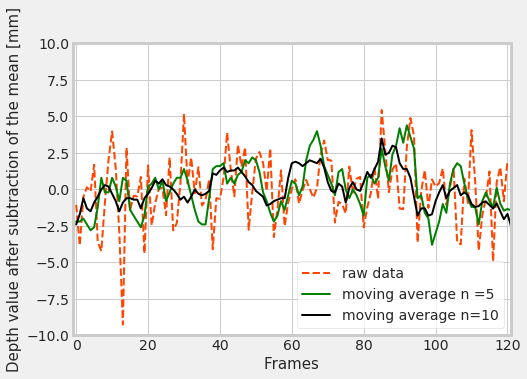 Depth value after subtraction of the mean [mm]
10.0
7.5
5.0
2.5
0.0
−2.5
−5.0
−7.5
−10.0
raw data
moving average n =5
moving average n=10
0 20 40 60 80 100 120
Frames